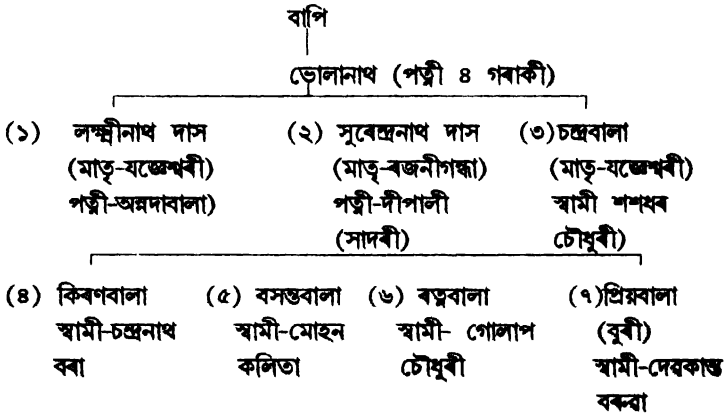 বাপি
ভোলানাথ (পত্নী ৪ গৰাকী)
(১) লক্ষ্মীনাথ দাস (২) সুৰেন্দ্ৰনাথ দাস (৩) চন্দ্ৰবালা
(মাতৃ-যজ্ঞেশ্বৰী) (মাতৃ-ৰজনীগন্ধা) (মাতৃ-যজ্ঞেশ্বৰী)
পত্নী-অন্নদাবালা) পত্নী-দীপালী স্বামী শশধৰ
(সাদৰী) চৌধুৰী)
(৪) কিৰণবালা (৫) বসন্তবালা (৬) ৰত্নবালা (৭)প্ৰিয়বালা
স্বামী-চন্দ্ৰনাথ স্বামী-মোহন স্বামী- গোলাপ (বুৰী)
বৰা কলিতা চৌধুৰী স্বামী-দেৱকান্ত
বৰুৱা